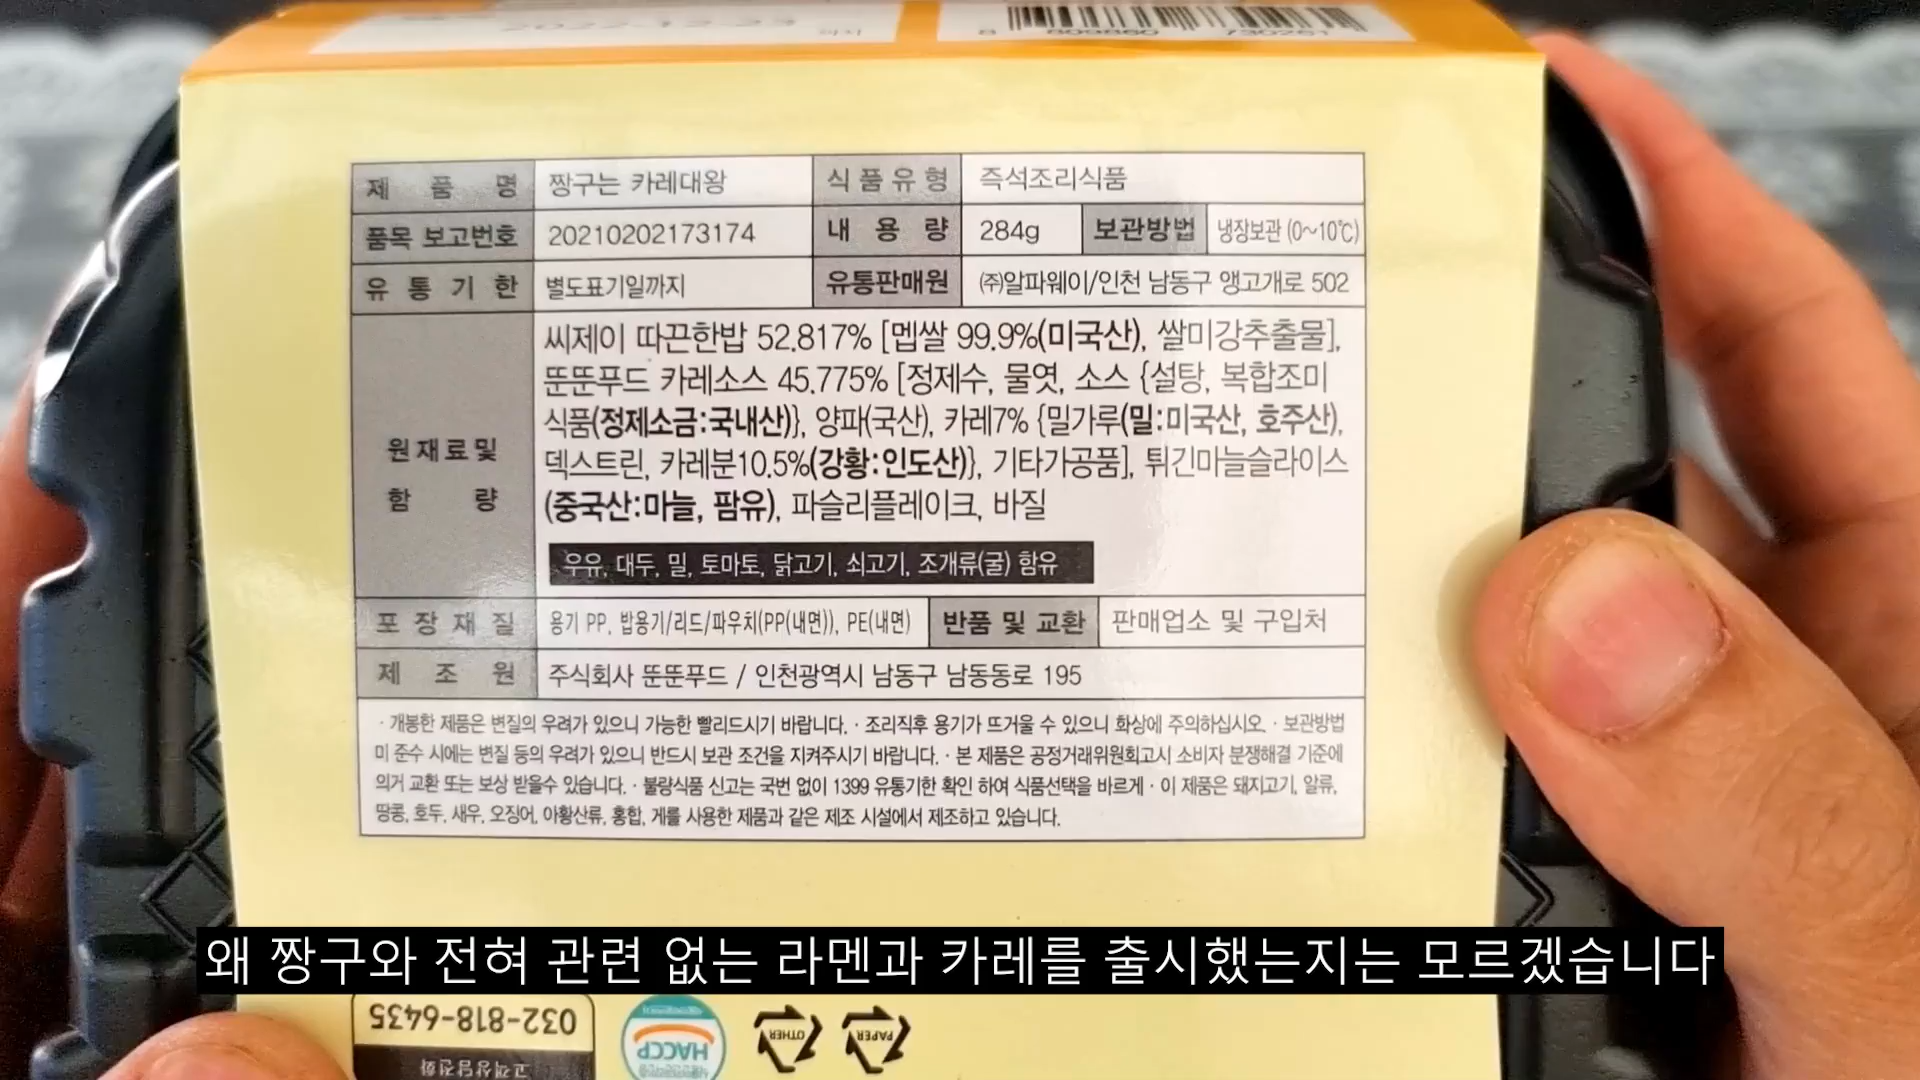 2022-12-23 까지
8 809860 730251
제 품 명 짱구는 카레대왕 식품유형 즉석조리식품
품목 보고번호 20210202173174 내 용 량 284g 보관방법 냉장보관 (0~10℃)
유 통 기 한 별도표기일까지 유통판매원 ㈜알파웨이/인천 남동구 앵고개로 502
원재료및
함 량
씨제이 따끈한밥 52.817% [멥쌀 99.9%(미국산), 쌀미강추출물],
뚠뚠푸드 카레소스 45.775% [정제수, 물엿, 소스 {설탕, 복합조미
식품(정제소금:국내산)}, 양파(국산), 카레7% {밀가루(밀:미국산, 호주산),
덱스트린, 카레분10.5%(강황:인도산)}, 기타가공품], 튀긴마늘슬라이스
(중국산:마늘, 팜유), 파슬리플레이크, 바질
우유, 대두, 밀, 토마토, 닭고기, 쇠고기, 조개류(굴) 함유
포 장 재 질 용기 PP, 밥용기/리드/파우치(PP(내면)), PE(내면) 반품 및 교환 판매업소 및 구입처
제 조 원 주식회사 뚠뚠푸드 / 인천광역시 남동구 남동동로 195
· 개봉한 제품은 변질의 우려가 있으니 가능한 빨리드시기 바랍니다. · 조리직후 용기가 뜨거울 수 있으니 화상에 주의하십시오. · 보관방법
미 준수 시에는 변질 등의 우려가 있으니 반드시 보관 조건을 지켜주시기 바랍니다. · 본 제품은 공정거래위원회고시 소비자 분쟁해결 기준에
의거 교환 또는 보상 받을수 있습니다. · 불량식품 신고는 국번 없이 1399 유통기한 확인 하여 식품선택을 바르게 · 이 제품은 돼지고기, 알류,
땅콩, 호두, 새우, 오징어, 아황산류, 홍합, 게를 사용한 제품과 같은 제조 시설에서 제조하고 있습니다.
왜 짱구와 전혀 관련 없는 라멘과 카레를 출시했는지는 모르겠습니다
032-818-6435
고객상담전화
HACCP
OTHER
PAPER